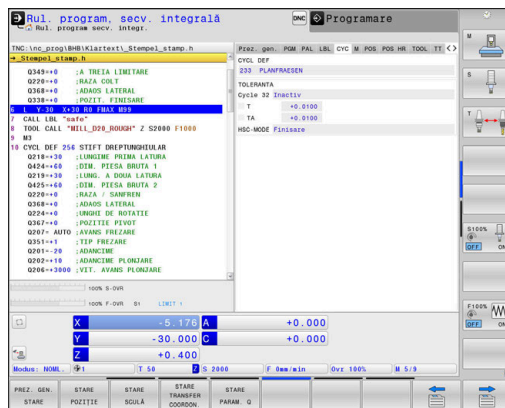 Rul. program, secv. integrală
Rul. program, secv. integr.
DNC
Programare
TNC:\nc_prog\BHB\Klartext\_Stempel_stamp.h
→_Stempel_stamp.h
Q349=+0 ;A TREIA LIMITARE
Q220=+0 ;RAZA COLT
Q368=+0 ;ADAOS LATERAL
Q338=+0 ;POZIT. FINISARE
6 L Y-30 X+30 R0 FMAX M99
7 CALL LBL "safe"
8 TOOL CALL "MILL_D20_ROUGH" Z S2000 F1000
9 M3
10 CYCL DEF 256 STIFT DREPTUNGHIULAR
Q218=+30 ;LUNGIME PRIMA LATURA
Q424=+60 ;DIM. PIESA BRUTA 1
Q219=+30 ;LUNG. A DOUA LATURA
Q425=+60 ;DIM. PIESA BRUTA 2
Q220=+0 ;RAZA / SANFREN
Q368=+0 ;ADAOS LATERAL
Q224=+0 ;UNGHI DE ROTATIE
Q367=+0 ;POZITIE PIVOT
Q207= AUTO ;AVANS FREZARE
Q351=+1 ;TIP FREZARE
Q201=-20 ;ADANCIME
Q202=+10 ;ADANCIME PLONJARE
Q206=+3000 ;VIT. AVANS PLONJARE
100% S-OVR
100% F-OVR S1 LIMIT 1
Prez. gen. PGM PAL LBL CYC M POS POS HR TOOL TT
CYCL DEF
233 PLANFRAESEN
TOLERANTA
Cycle 32 Inactiv
T +0.0100
TA +0.0100
HSC-MODE Finisare
X -5.176 A +0.000
Y -30.000 C +0.000
Z +0.400
Modus: NOML. 1 T 50 Z S 2000 F 0mm/min Ovr 100% M 5/9
PREZ. GEN. STARE
STARE POZIŢIE
STARE SCULĂ
STARE TRANSFER COORDON.
STARE PARAM. Q
M
S
T
S100%
OFF ON
F100%
OFF ON